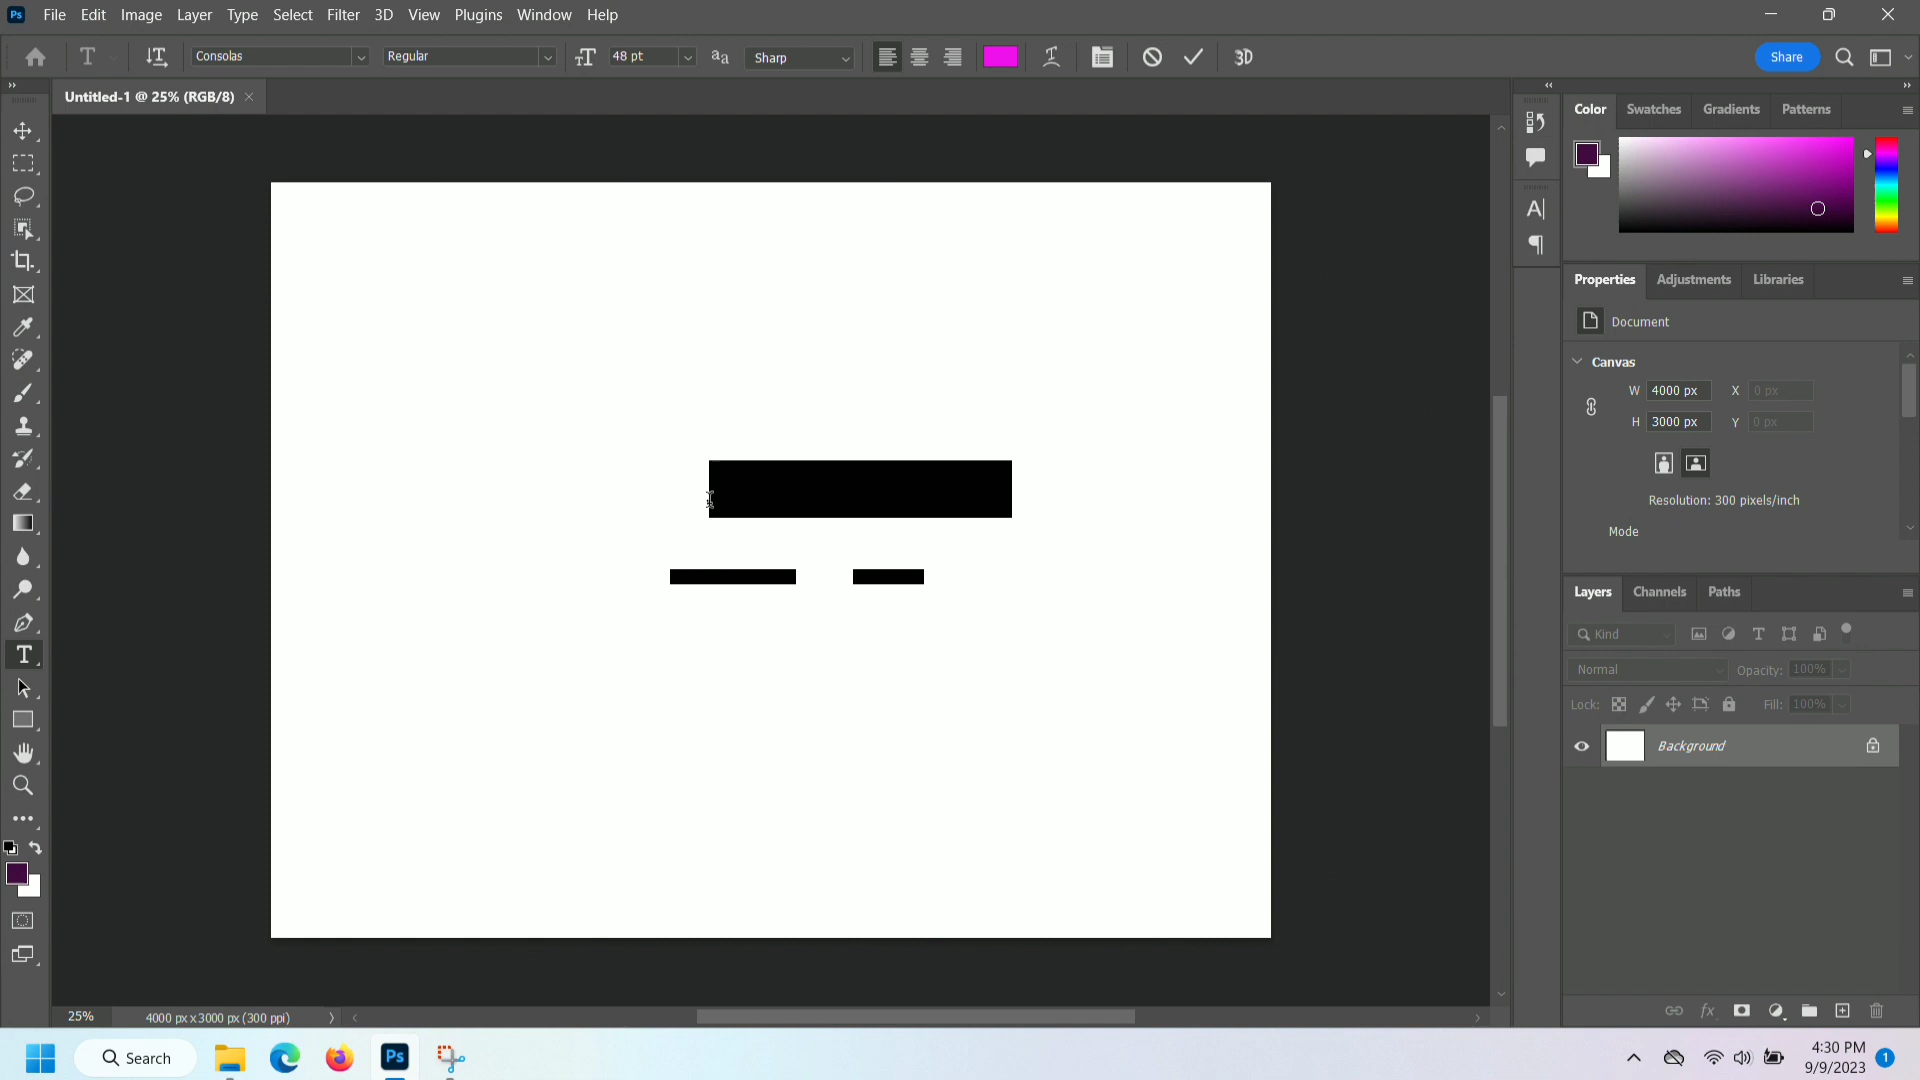 Ps File Edit Image Layer Type Select Filter 3D View Plugins Window Help
T Consolas Regular T 48 pt aa Sharp 3D Share
Untitled-1 @ 25% (RGB/8)
Color Swatches Gradients Patterns
A
Properties Adjustments Libraries
Document
Canvas
W 4000 px X 0 px
H 3000 px Y 0 px
Resolution: 300 pixels/inch
Mode
Layers Channels Paths
Kind
Normal Opacity: 100%
Lock: Fill: 100%
Background
fx
25% 4000 px x 3000 px (300 ppi)
Search Ps
4:30 PM
9/9/2023 1